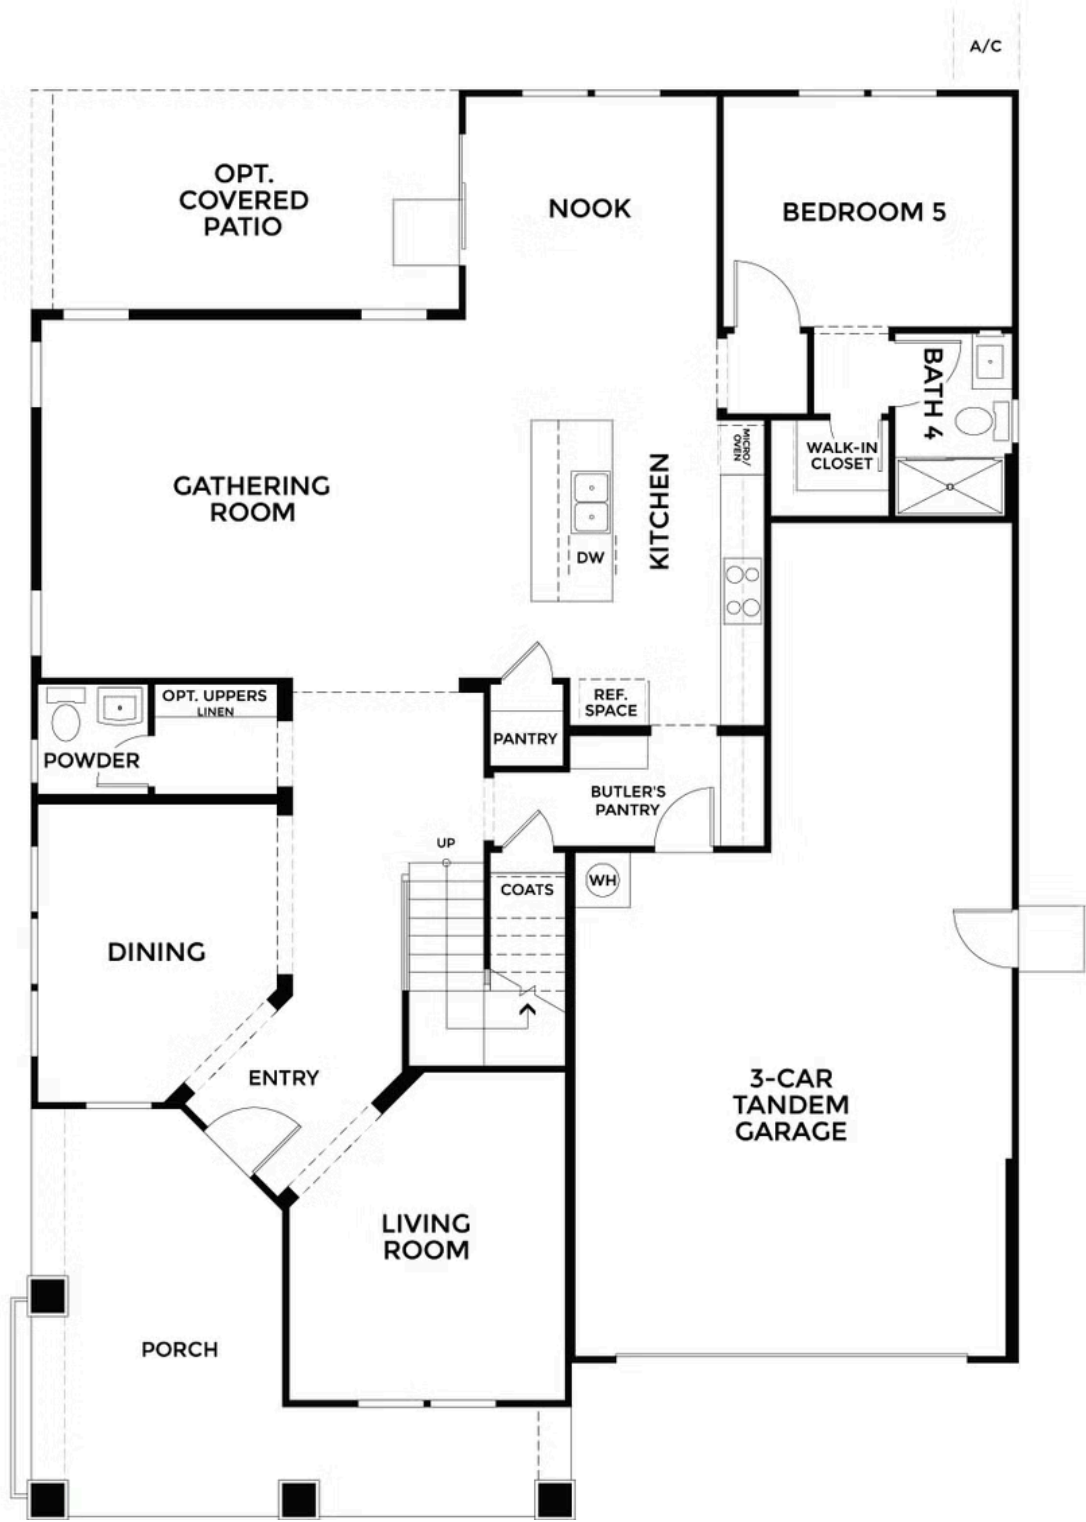 A/C
OPT.
COVERED
PATIO
NOOK
BEDROOM 5
BATH 4
MICRO/
OVEN
WALK-IN
CLOSET
GATHERING
ROOM
KITCHEN
DW
OPT. UPPERS
LINEN
REF.
SPACE
PANTRY
POWDER
BUTLER'S
PANTRY
UP
WH
COATS
DINING
ENTRY
3-CAR
TANDEM
GARAGE
LIVING
ROOM
PORCH